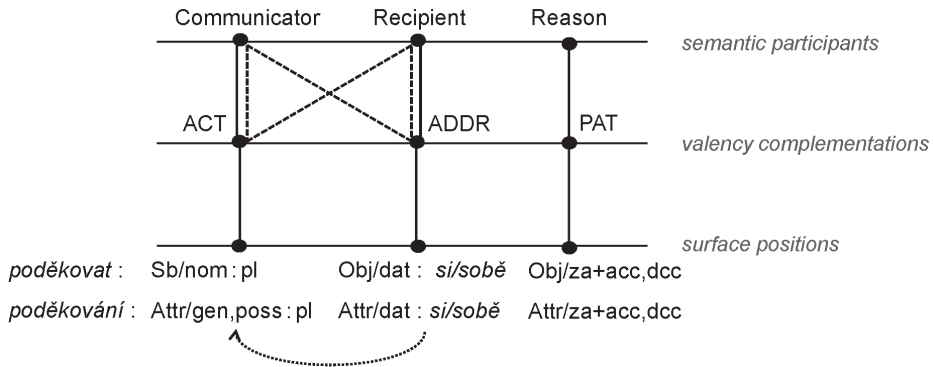 Communicator Recipient Reason
semantic participants
ACT ADDR PAT
valency complementations
surface positions
poděkovat : Sb/nom : pl Obj/dat : si/sobě Obj/za+acc,dcc
poděkování : Attr/gen,poss : pl Attr/dat : si/sobě Attr/za+acc,dcc